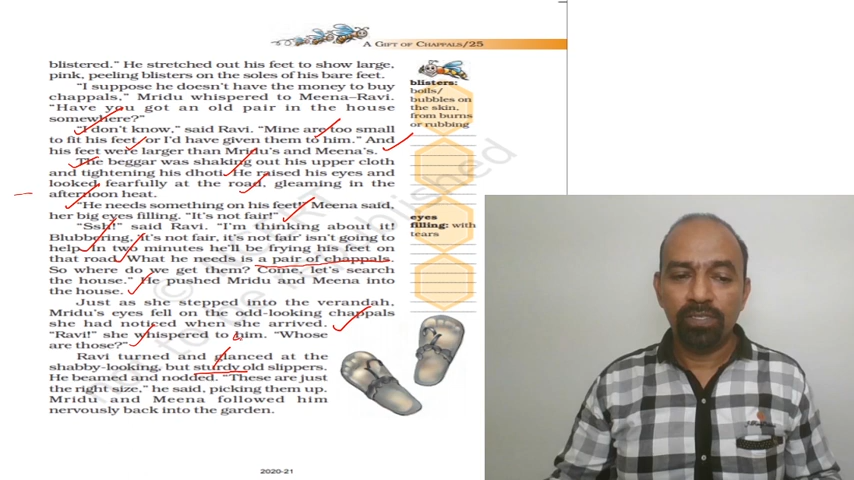 A GIFT OF CHAPPALS/25
blistered." He stretched out his feet to show large,
pink, peeling blisters on the soles of his bare feet.
"I suppose he doesn't have the money to buy
chappals," Mridu whispered to Meena–Ravi.
"Have you got an old pair in the house
somewhere?"
"I don't know," said Ravi. "Mine are too small
to fit his feet or I'd have given them to him." And
his feet were larger than Mridu's and Meena's.
The beggar was shaking out his upper cloth
and tightening his dhoti. He raised his eyes and
looked fearfully at the road, gleaming in the
afternoon heat.
"He needs something on his feet!" Meena said,
her big eyes filling. "It's not fair!"
"Ssh!" said Ravi. "I'm thinking about it!
Blubbering, 'it's not fair, it's not fair' isn't going to
help. In two minutes he'll be frying his feet on
that road. What he needs is a pair of chappals.
So where do we get them? Come, let's search
the house." He pushed Mridu and Meena into
the house.
Just as she stepped into the verandah,
Mridu's eyes fell on the odd-looking chappals
she had noticed when she arrived.
"Ravi!" she whispered to him. "Whose
are those?"
Ravi turned and glanced at the
shabby-looking, but sturdy old slippers.
He beamed and nodded. "These are just
the right size," he said, picking them up.
Mridu and Meena followed him
nervously back into the garden.
blisters:
boils/
bubbles on
the skin,
from burns
or rubbing
eyes
filling: with
tears
2020-21